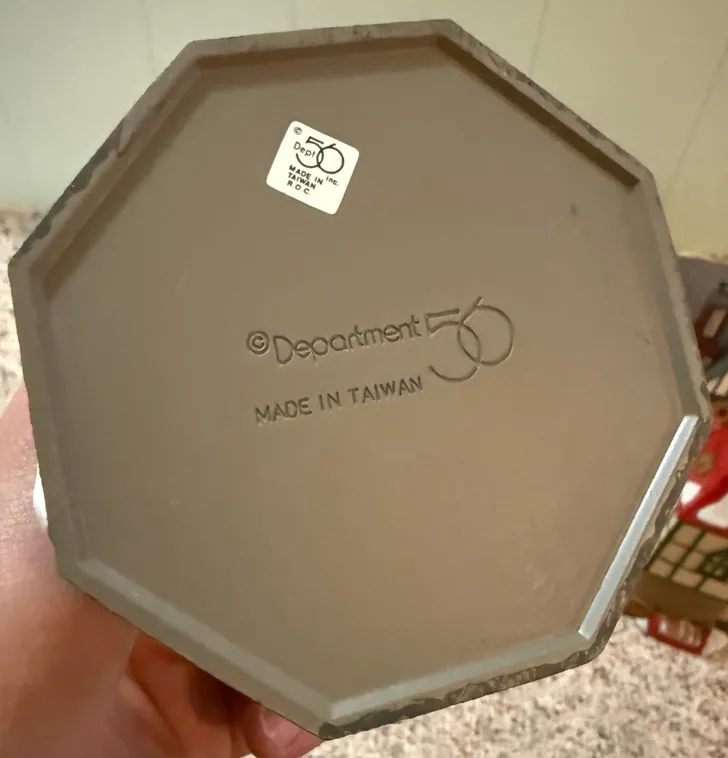 ©
Dept 56 Inc.
MADE IN
TAIWAN
R.O.C.
©Department 56
MADE IN TAIWAN